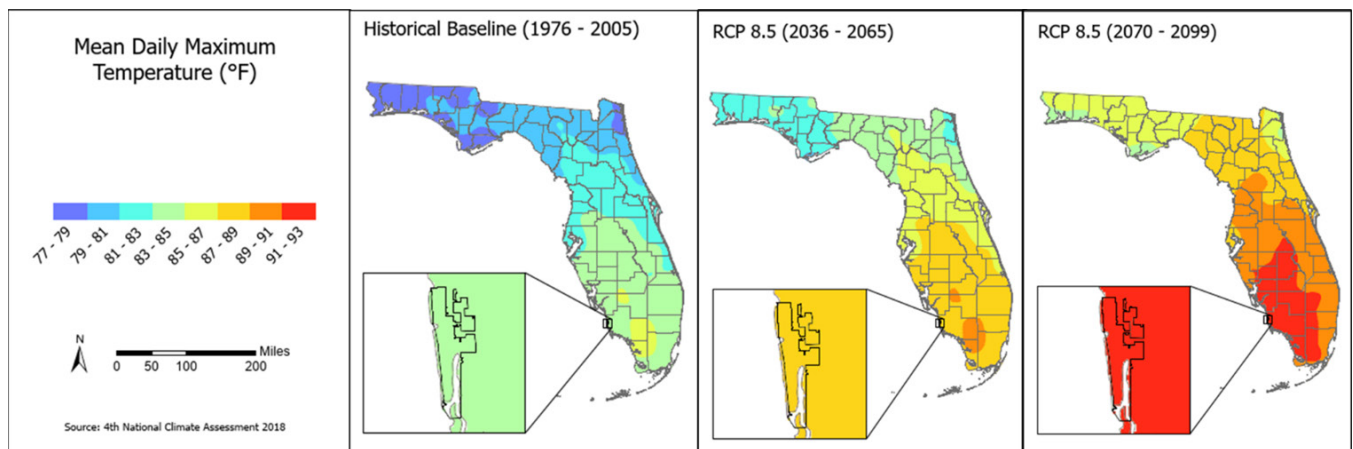 Mean Daily Maximum
Temperature (°F)
77 - 79
79 - 81
81 - 83
83 - 85
85 - 87
87 - 89
89 - 91
91 - 93
N
Miles
0 50 100 200
Source: 4th National Climate Assessment 2018
Historical Baseline (1976 - 2005)
RCP 8.5 (2036 - 2065)
RCP 8.5 (2070 - 2099)